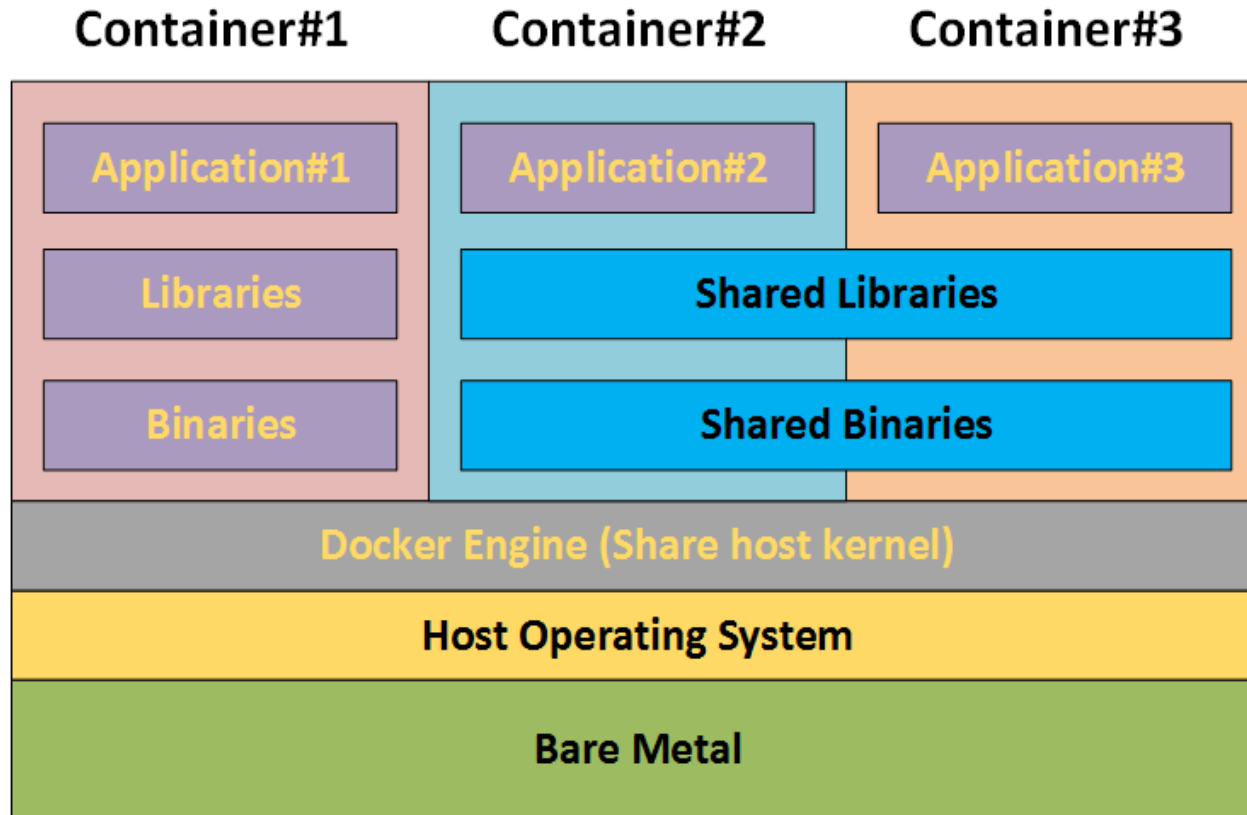 Container#1
Container#2
Container#3
Application#1
Application#2
Application#3
Libraries
Shared Libraries
Binaries
Shared Binaries
Docker Engine (Share host kernel)
Host Operating System
Bare Metal